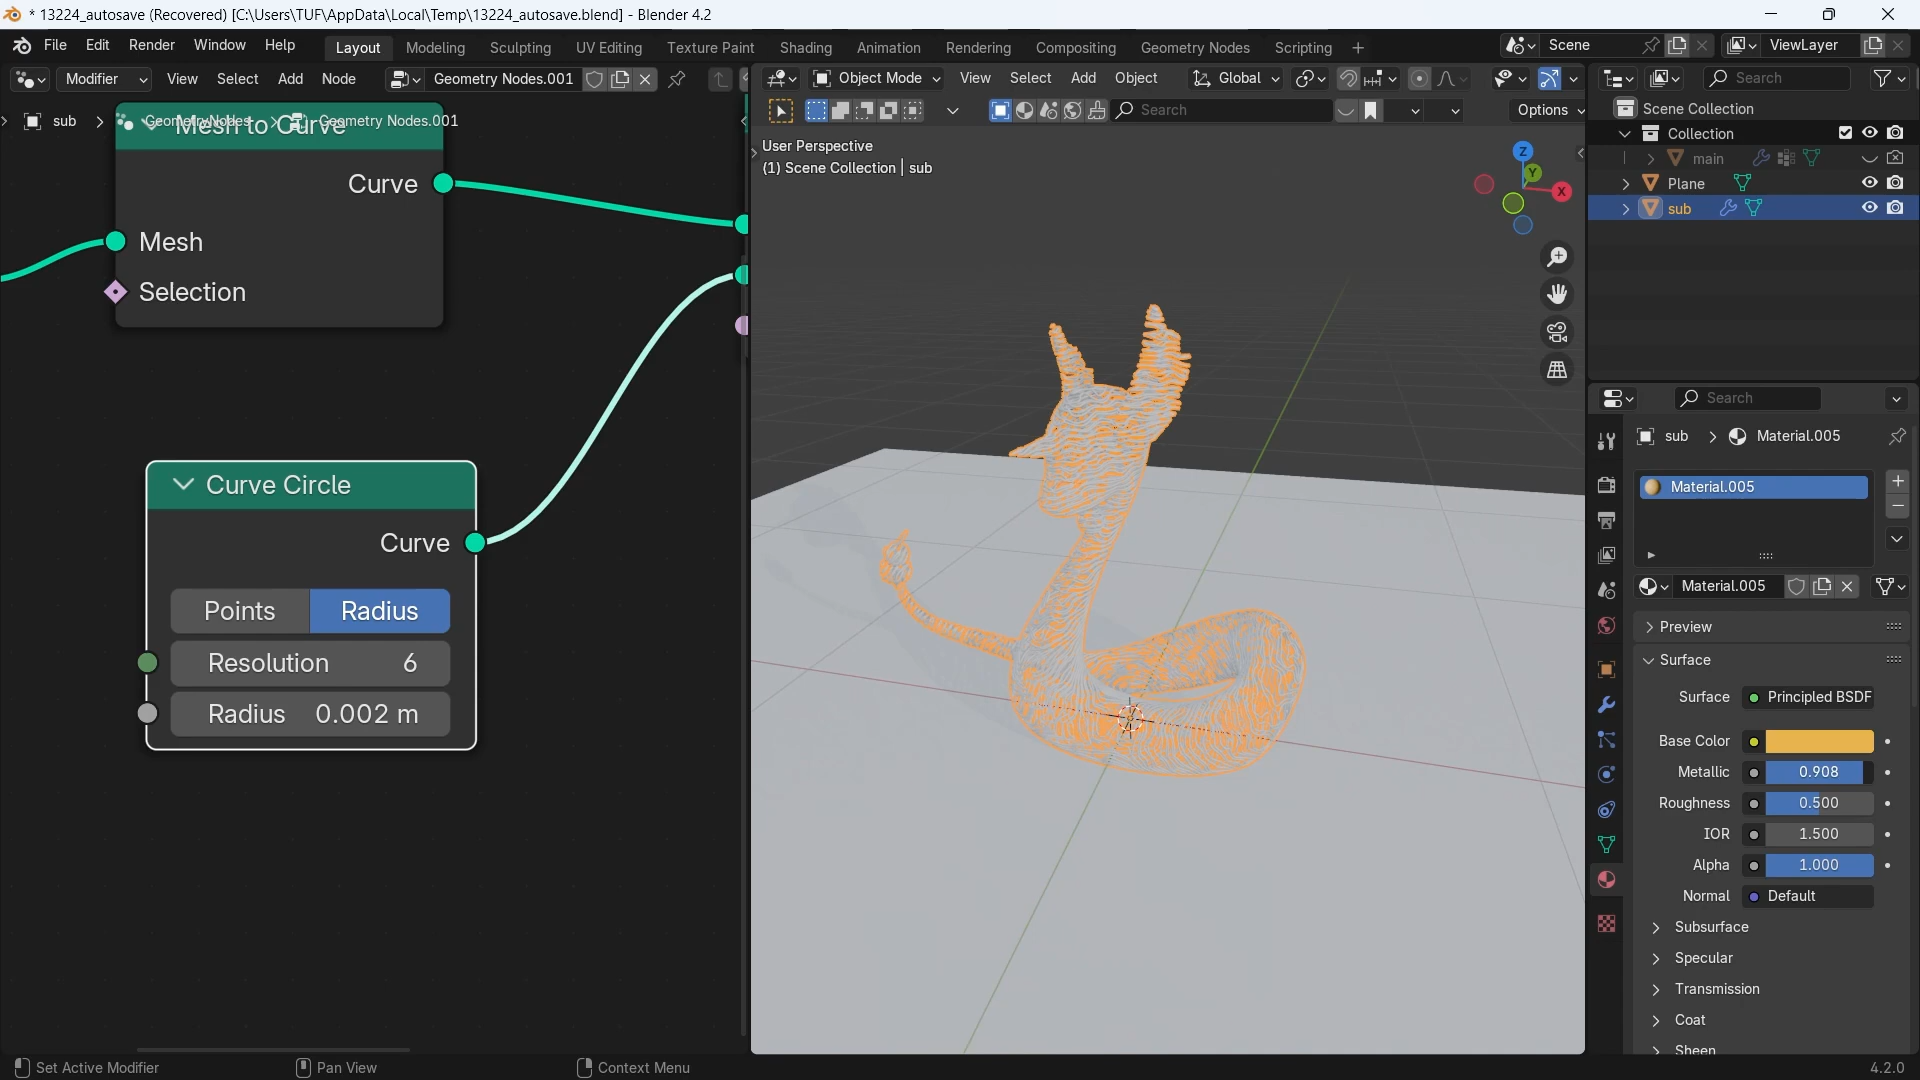 * 13224_autosave (Recovered) [C:\Users\TUF\AppData\Local\Temp\13224_autosave.blend] - Blender 4.2
File Edit Render Window Help Layout Modeling Sculpting UV Editing Texture Paint Shading Animation Rendering Compositing Geometry Nodes Scripting + Scene ViewLayer
Modifier View Select Add Node Geometry Nodes.001
Object Mode View Select Add Object Global
Search
Search
Options
sub > GeometryNodes > Geometry Nodes.001
Mesh to Curve
Curve
Mesh
Selection
Curve Circle
Curve
Points Radius
Resolution 6
Radius 0.002 m
User Perspective
(1) Scene Collection | sub
Z
Y
X
Scene Collection
Collection
main
Plane
sub
Search
sub > Material.005
Material.005
Material.005
Preview
Surface
Surface Principled BSDF
Base Color
Metallic 0.908
Roughness 0.500
IOR 1.500
Alpha 1.000
Normal Default
Subsurface
Specular
Transmission
Coat
Sheen
Set Active Modifier Pan View Context Menu 4.2.0